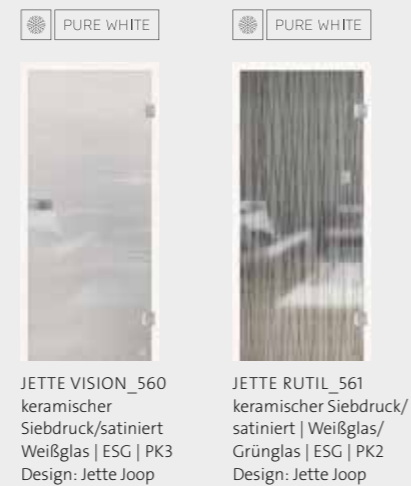 PURE WHITE
JETTE VISION_560
keramischer
Siebdruck/satiniert
Weißglas | ESG | PK3
Design: Jette Joop
PURE WHITE
JETTE RUTIL_561
keramischer Siebdruck/
satiniert | Weißglas/
Grünglas | ESG | PK2
Design: Jette Joop